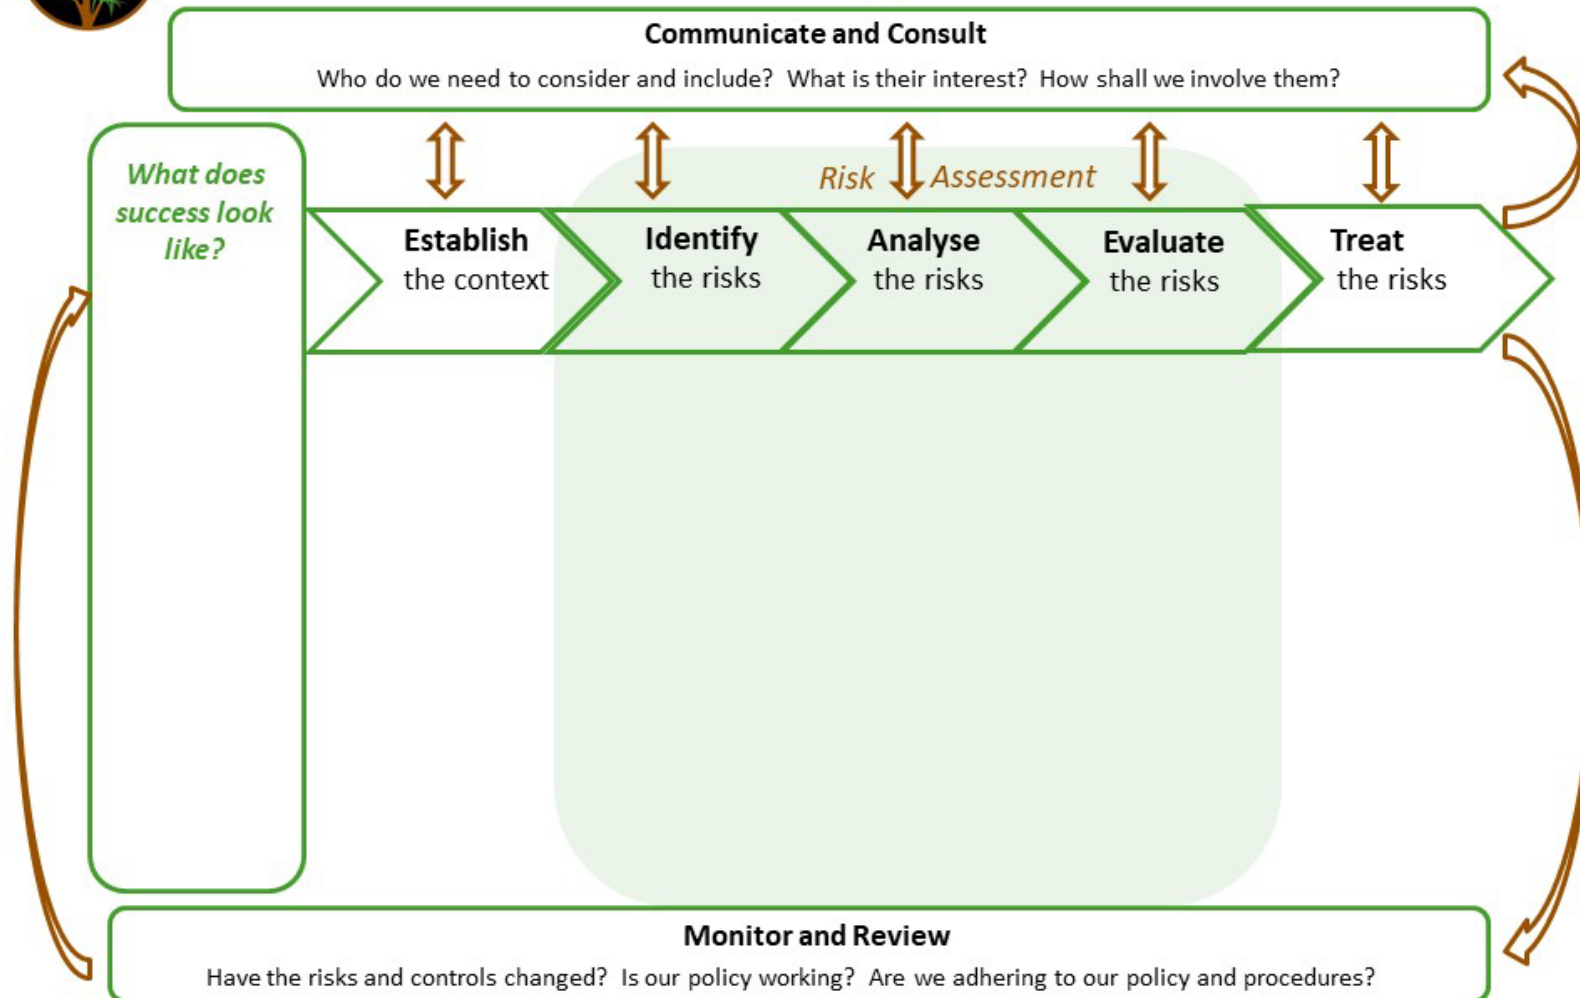 Communicate and Consult
Who do we need to consider and include? What is their interest? How shall we involve them?
What does
success look
like?
Risk Assessment
Establish
the context
Identify
the risks
Analyse
the risks
Evaluate
the risks
Treat
the risks
Monitor and Review
Have the risks and controls changed? Is our policy working? Are we adhering to our policy and procedures?